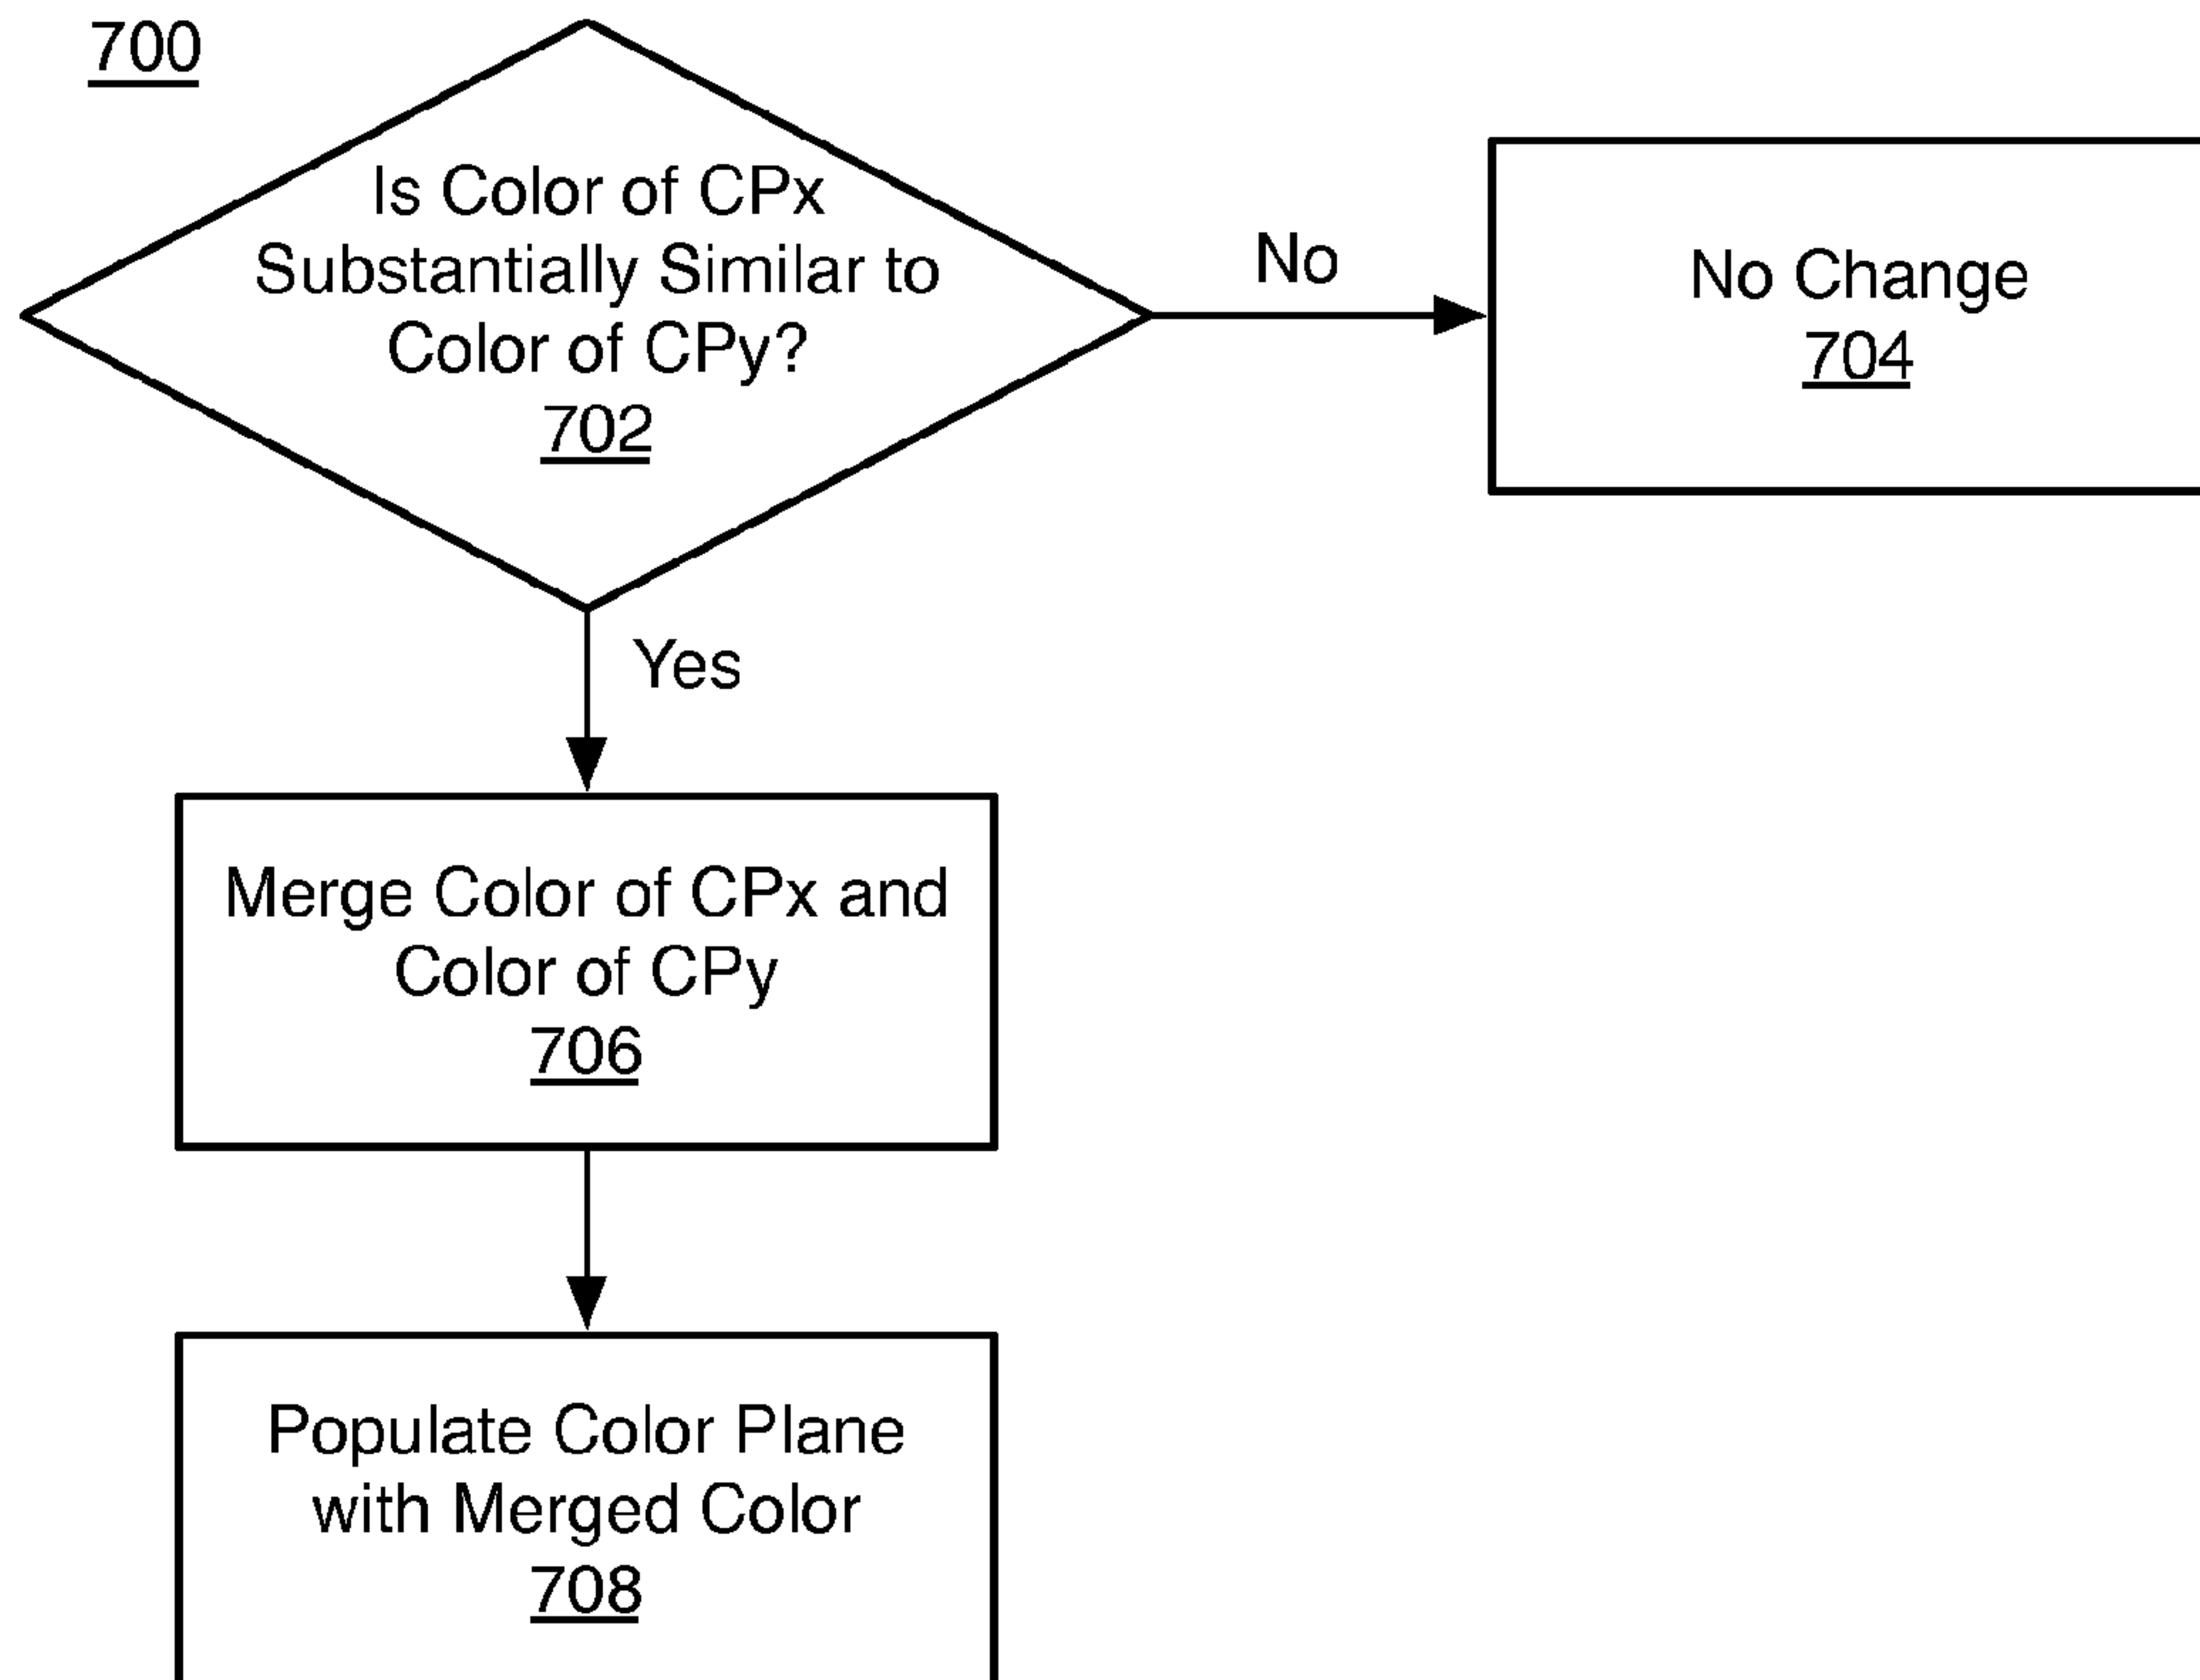 700
Is Color of CPx
Substantially Similar to
Color of CPy?
702
No
No Change
704
Yes
Merge Color of CPx and
Color of CPy
706
Populate Color Plane
with Merged Color
708